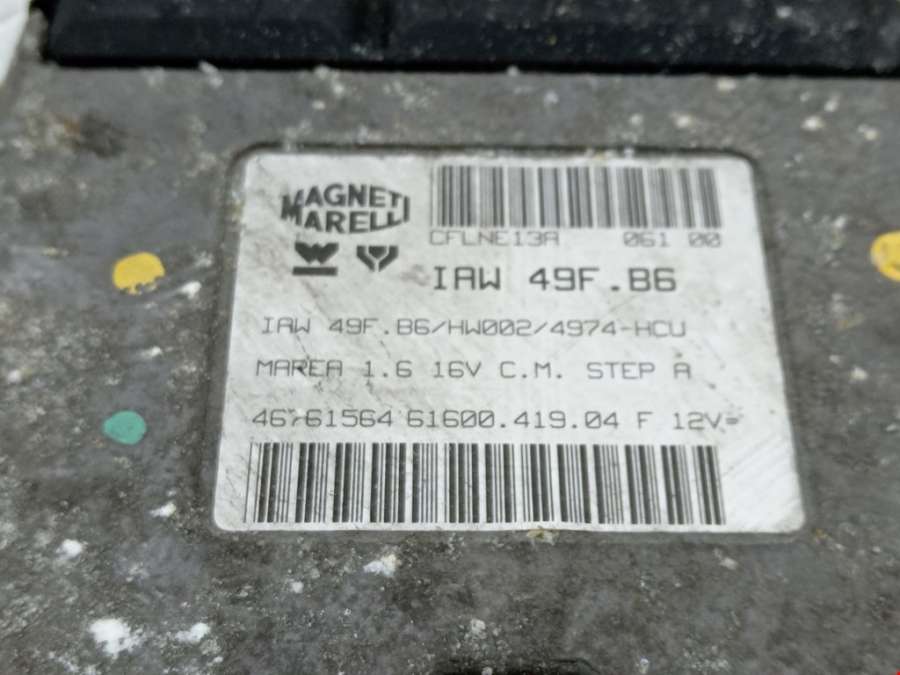 MAGNETI
MARELLI
CFLNE13A 061 00
IAW 49F.B6
IAW 49F.B6/HW002/4974-HCU
MAREA 1.6 16V C.M. STEP A
46761564 61600.419.04 F 12V=